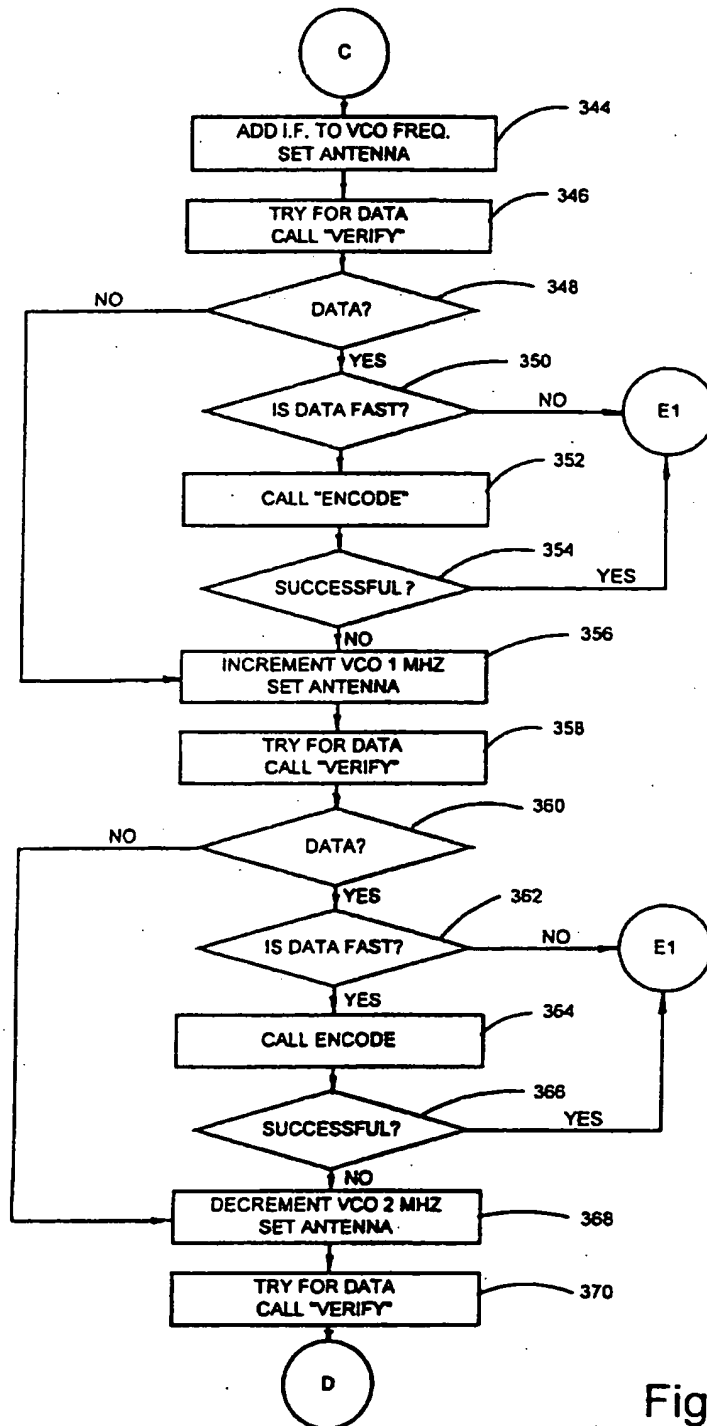 C
344
ADD I.F. TO VCO FREQ.
SET ANTENNA
346
TRY FOR DATA
CALL "VERIFY"
348
NO
DATA?
YES
350
IS DATA FAST?
NO
E1
352
CALL "ENCODE"
354
SUCCESSFUL?
YES
NO
356
INCREMENT VCO 1 MHZ
SET ANTENNA
358
TRY FOR DATA
CALL "VERIFY"
360
NO
DATA?
YES
362
IS DATA FAST?
NO
E1
YES
364
CALL ENCODE
366
SUCCESSFUL?
YES
NO
DECREMENT VCO 2 MHZ
SET ANTENNA
368
TRY FOR DATA
CALL "VERIFY"
370
D
Fig